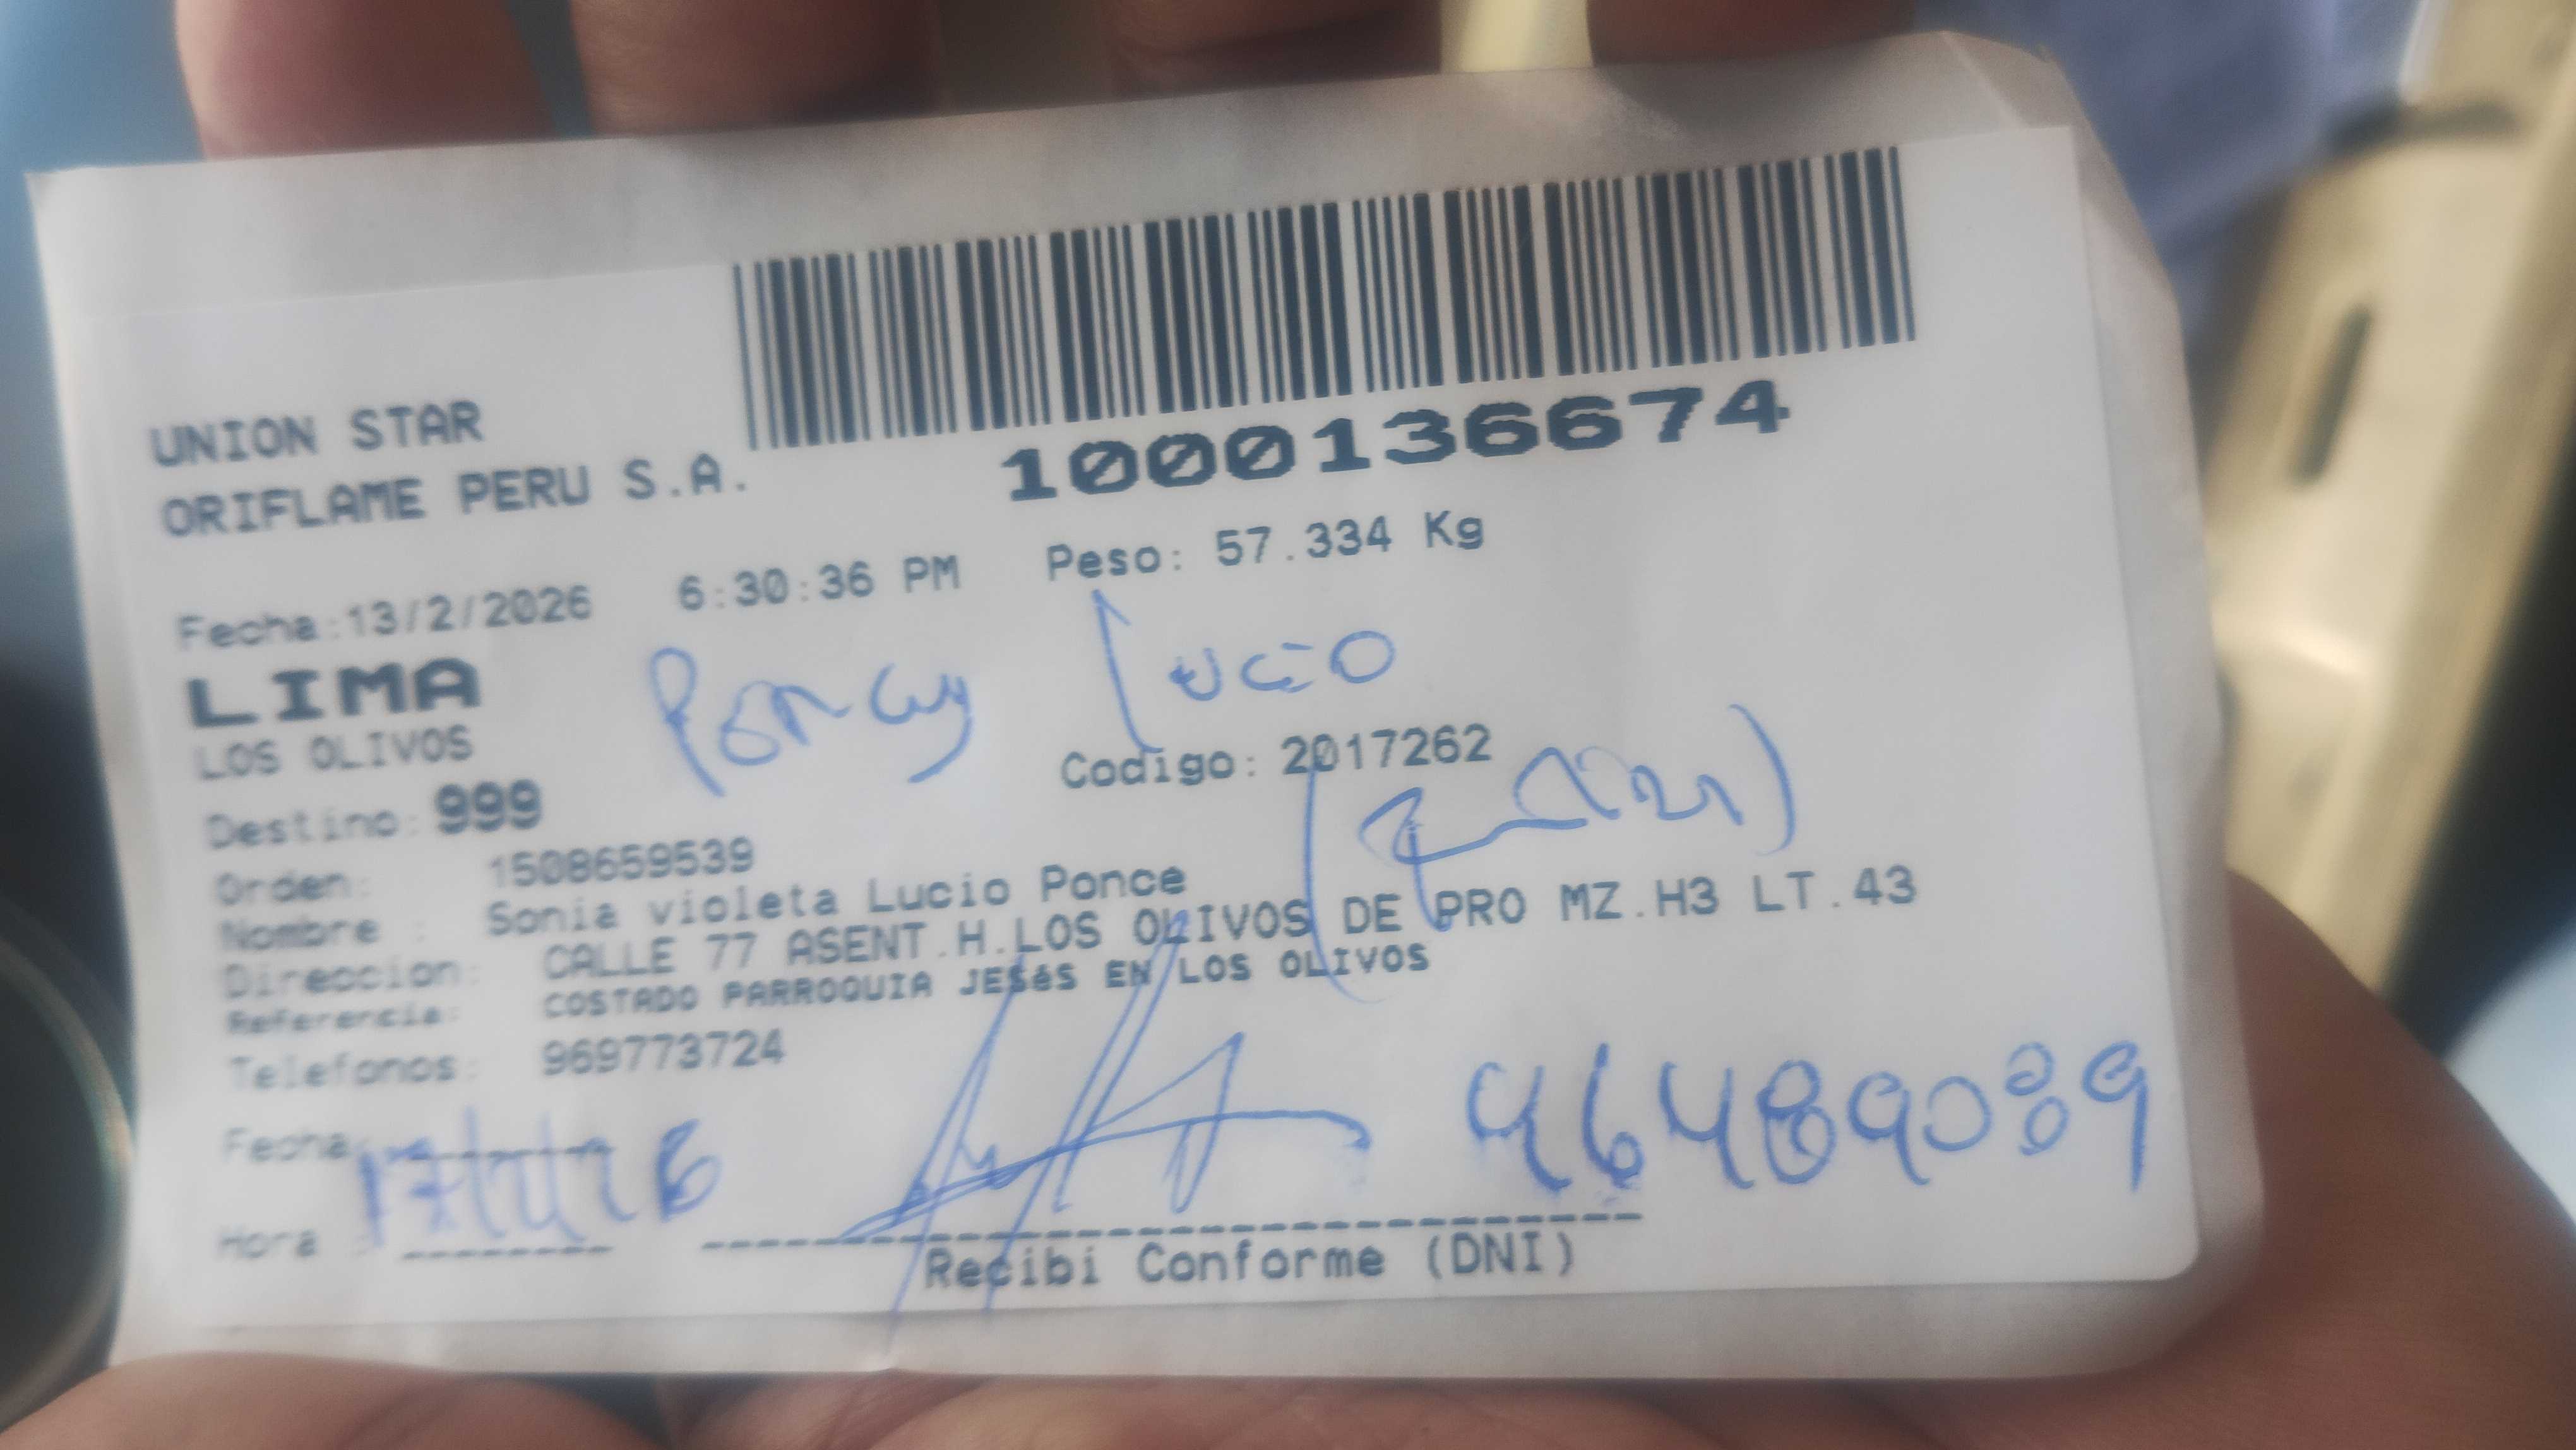 1000136674
UNION STAR
ORIFLAME PERU S.A.
Fecha:13/2/2026 6:30:36 PM Peso: 57.334 Kg
LIMA
Lucio
LOS OLIVOS
Codigo: 2017262
Destino: 999
Orden: 1508659539
Nombre : Sonia violeta Lucio Ponce
Direccion: CALLE 77 ASENT.H.LOS OLIVOS DE PRO MZ.H3 LT.43
Referencia: COSTADO PARROQUIA JESéS EN LOS OLIVOS
Telefonos: 969773724
Fecha:
46489089
Hora :
Recibi Conforme (DNI)